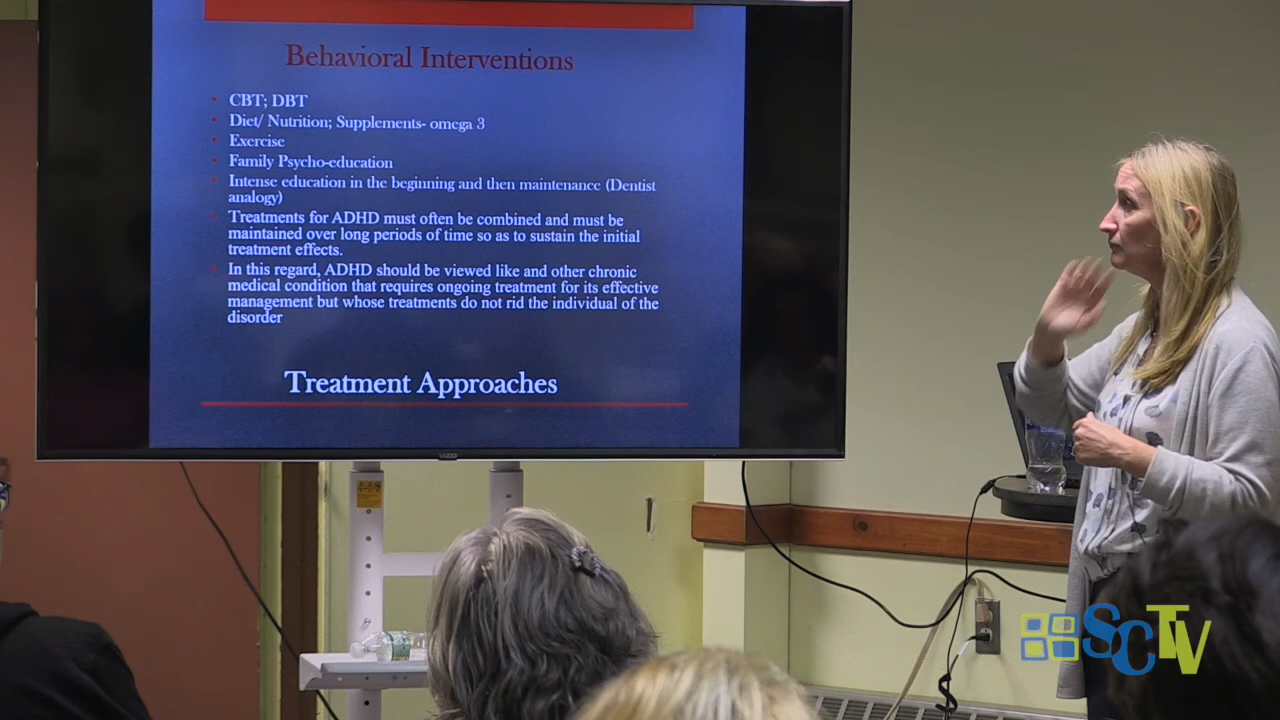 Behavioral Interventions
CBT; DBT
Diet/ Nutrition; Supplements- omega 3
Exercise
Family Psycho-education
Intense education in the beginning and then maintenance (Dentist
analogy)
Treatments for ADHD must often be combined and must be
maintained over long periods of time so as to sustain the initial
treatment effects.
In this regard, ADHD should be viewed like and other chronic
medical condition that requires ongoing treatment for its effective
management but whose treatments do not rid the individual of the
disorder
Treatment Approaches
VIZIO
SCTV